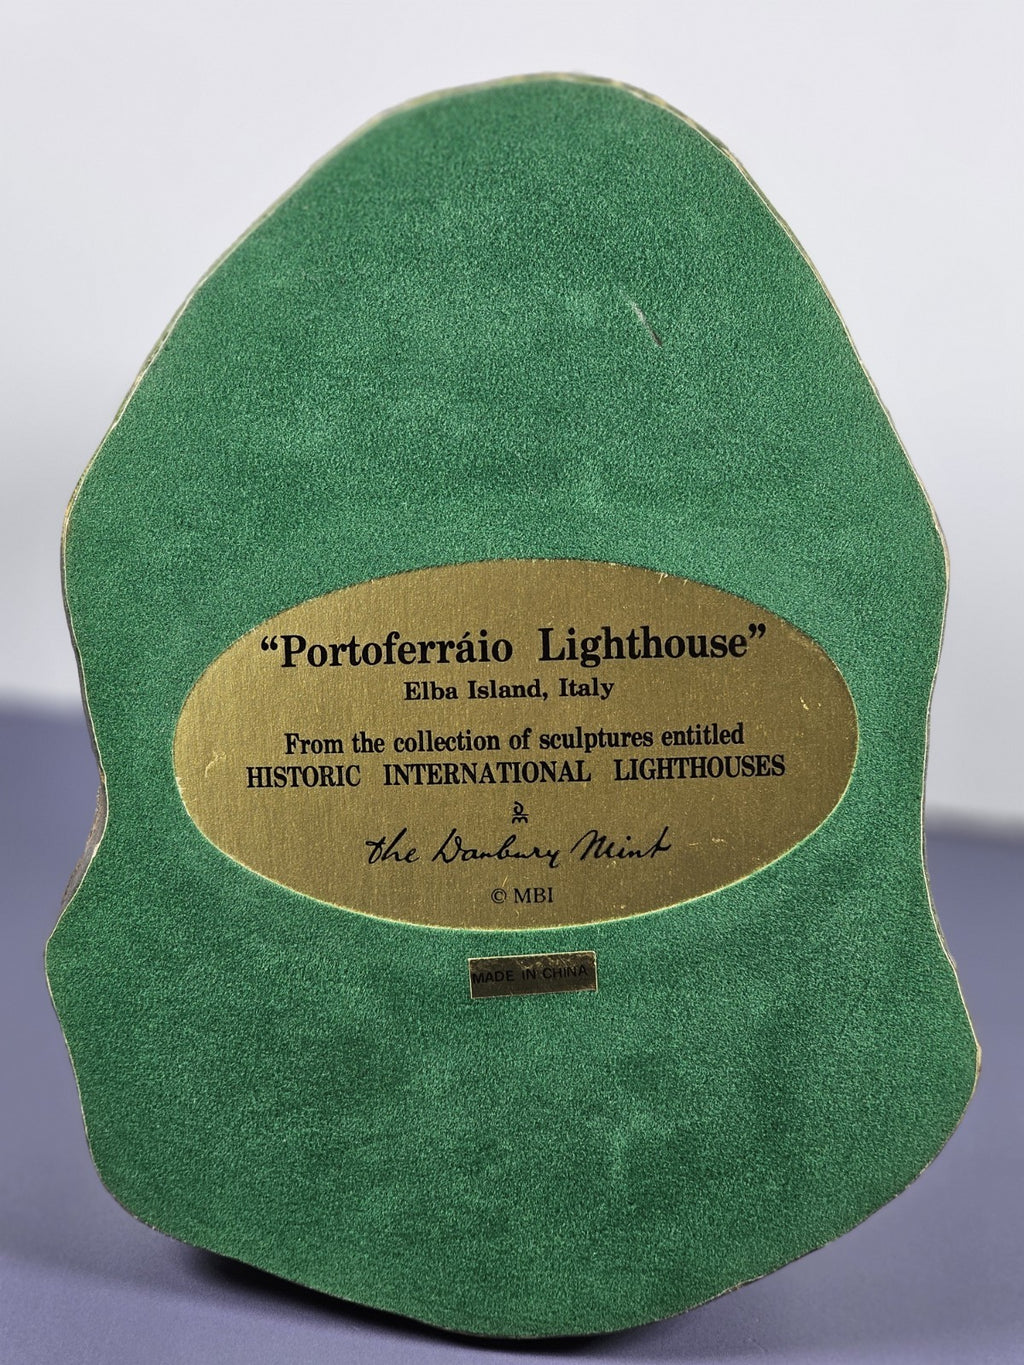 “Portoferráio Lighthouse”
Elba Island, Italy
From the collection of sculptures entitled
HISTORIC INTERNATIONAL LIGHTHOUSES
The Danbury Mint
© MBI
MADE IN CHINA